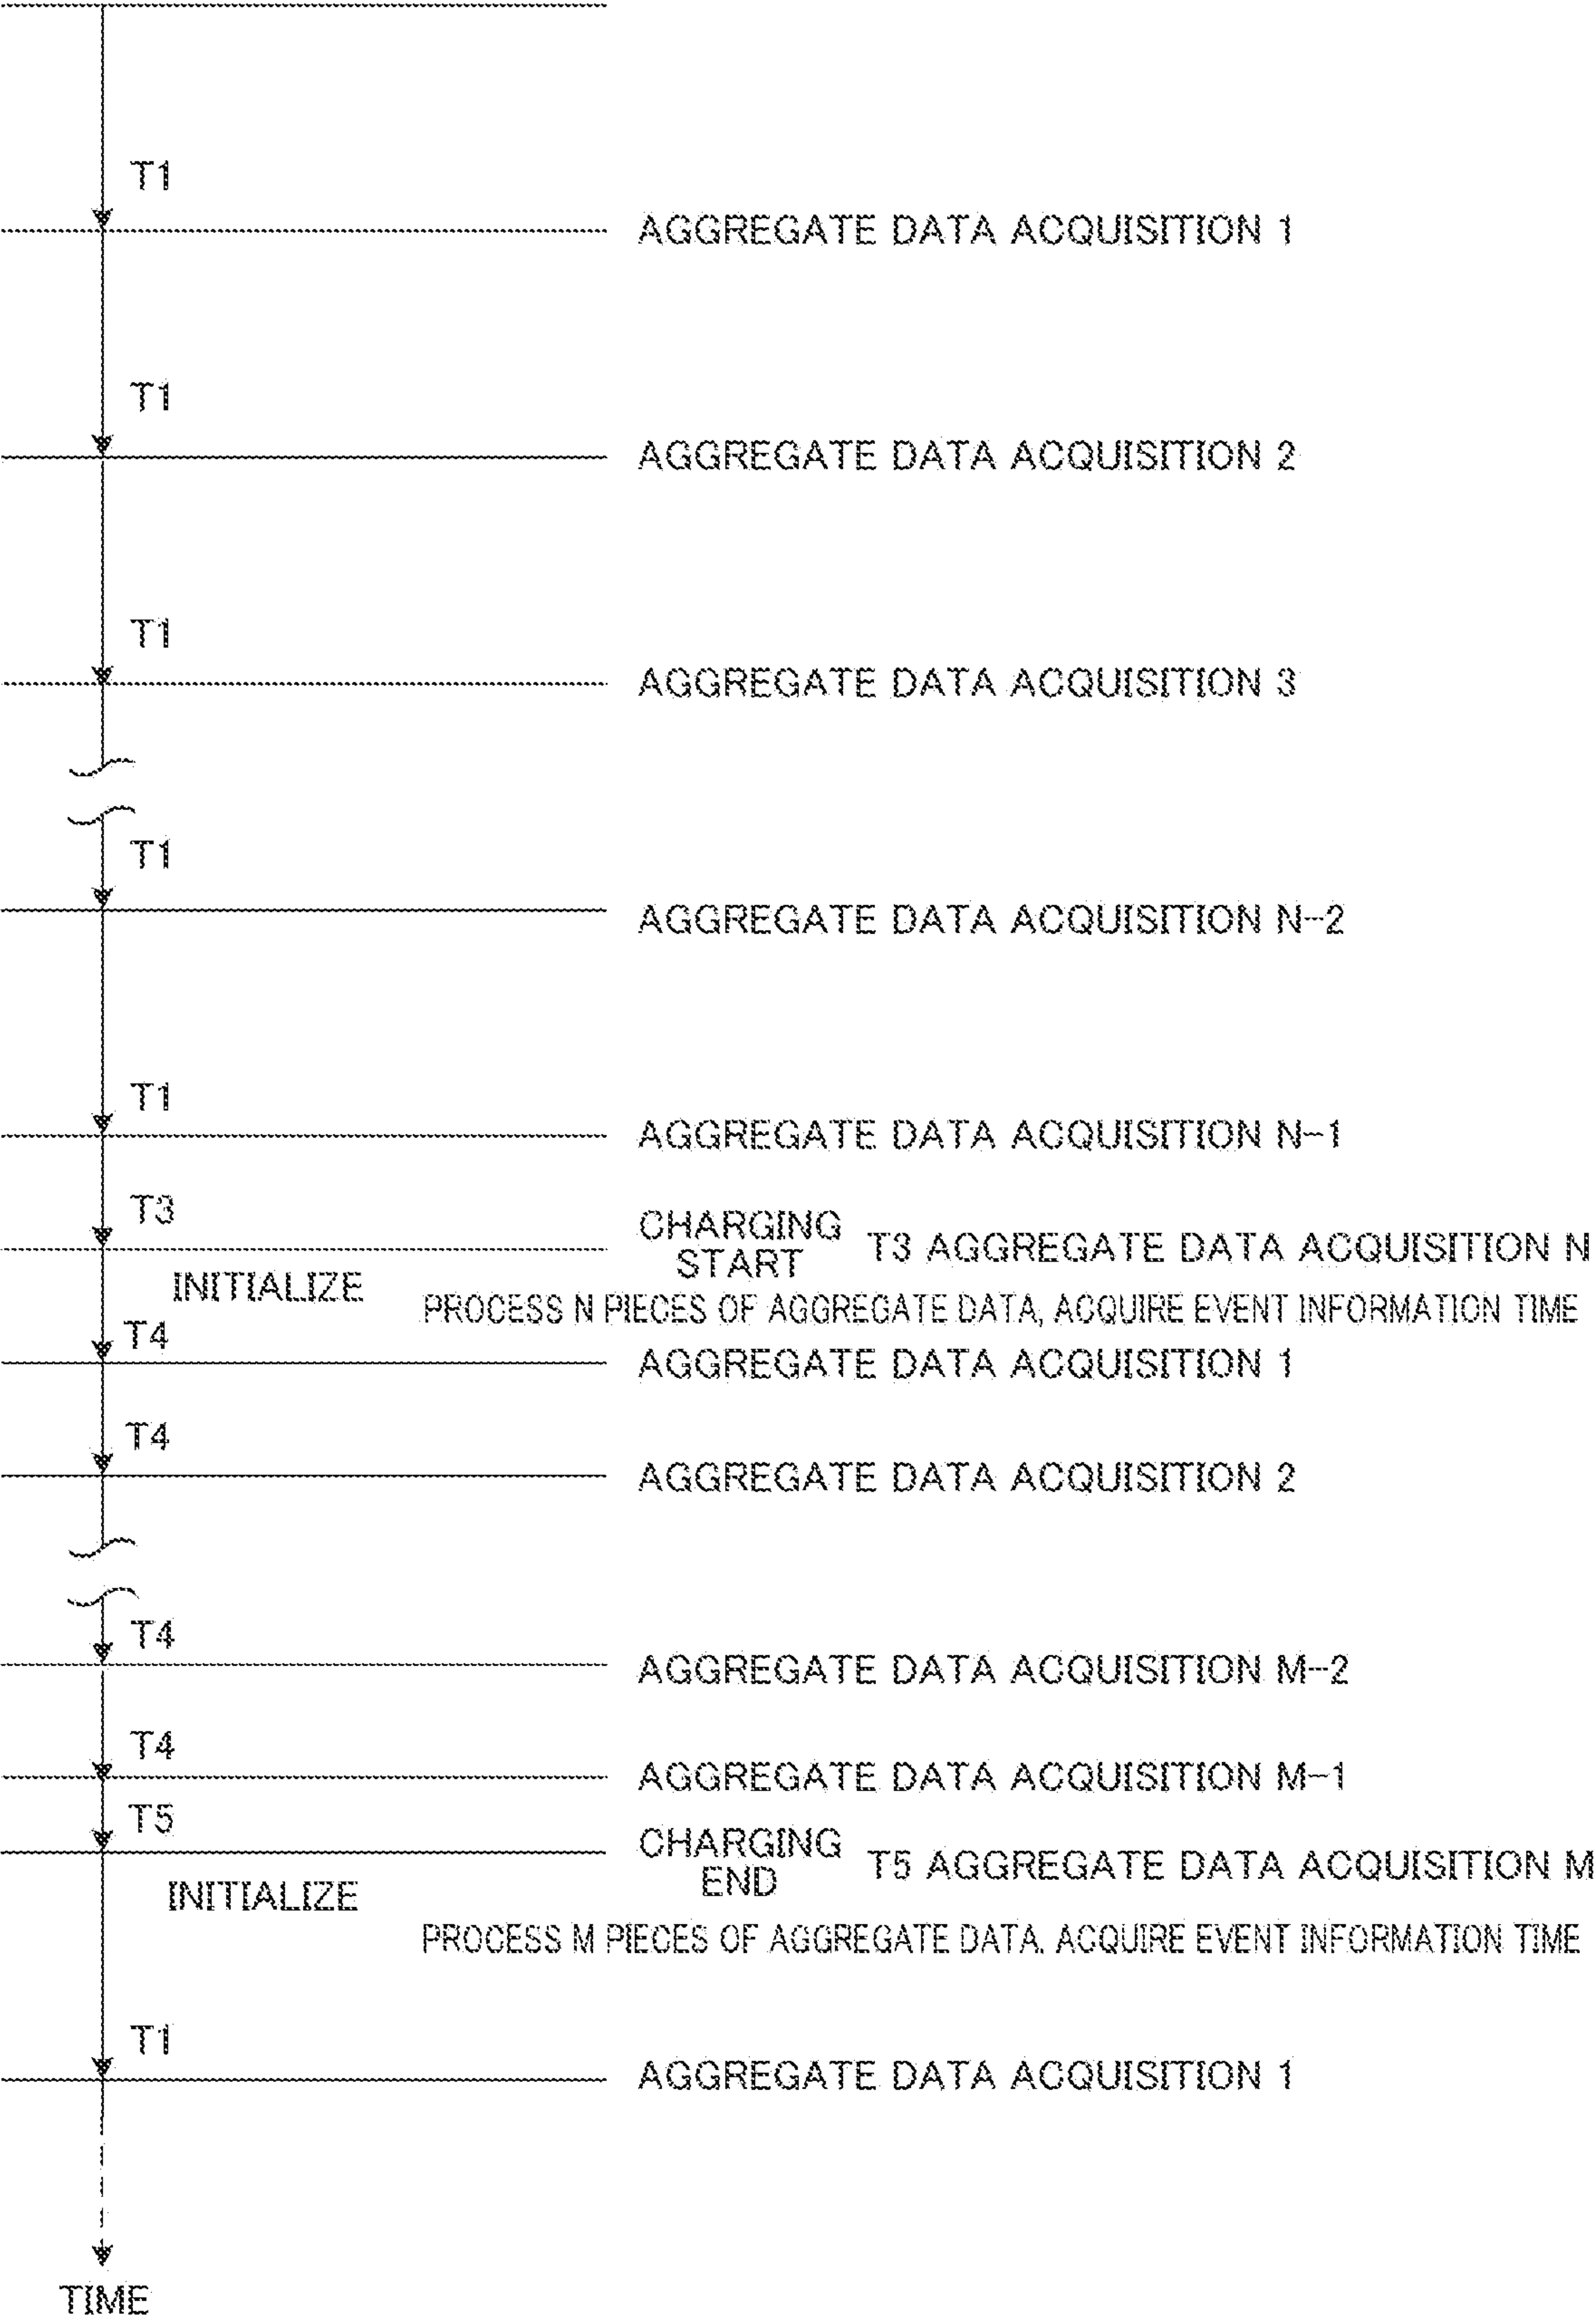 T1
AGGREGATE DATA ACQUISITION 1
T1
AGGREGATE DATA ACQUISITION 2
T1
AGGREGATE DATA ACQUISITION 3
T1
AGGREGATE DATA ACQUISITION N-2
T1
AGGREGATE DATA ACQUISITION N-1
T3
CHARGING
START
T3 AGGREGATE DATA ACQUISITION N
INITIALIZE
PROCESS N PIECES OF AGGREGATE DATA, ACQUIRE EVENT INFORMATION TIME
T4
AGGREGATE DATA ACQUISITION 1
T4
AGGREGATE DATA ACQUISITION 2
T4
AGGREGATE DATA ACQUISITION M-2
T4
AGGREGATE DATA ACQUISITION M-1
T5
CHARGING
END
T5 AGGREGATE DATA ACQUISITION M
INITIALIZE
PROCESS M PIECES OF AGGREGATE DATA. ACQUIRE EVENT INFORMATION TIME
T1
AGGREGATE DATA ACQUISITION 1
TIME